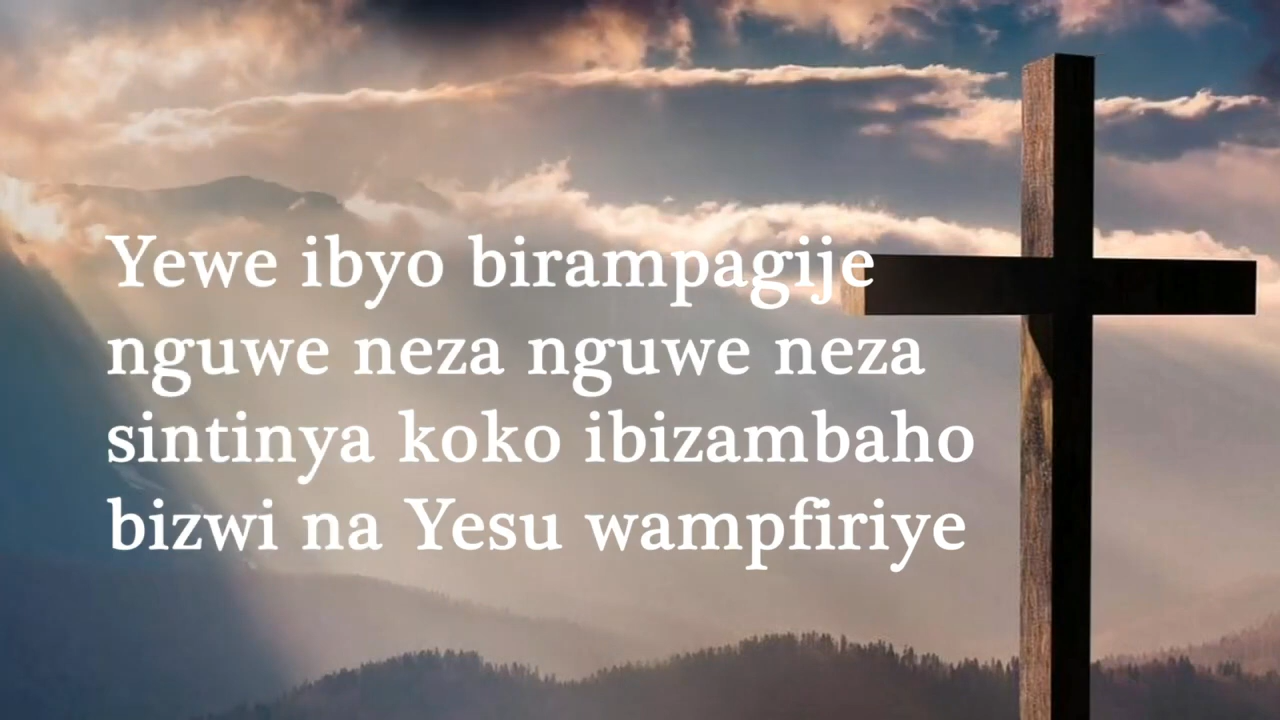 Yewe ibyo birampagije
nguwe neza nguwe neza
sintinya koko ibizambaho
bizwi na Yesu wampfiriye